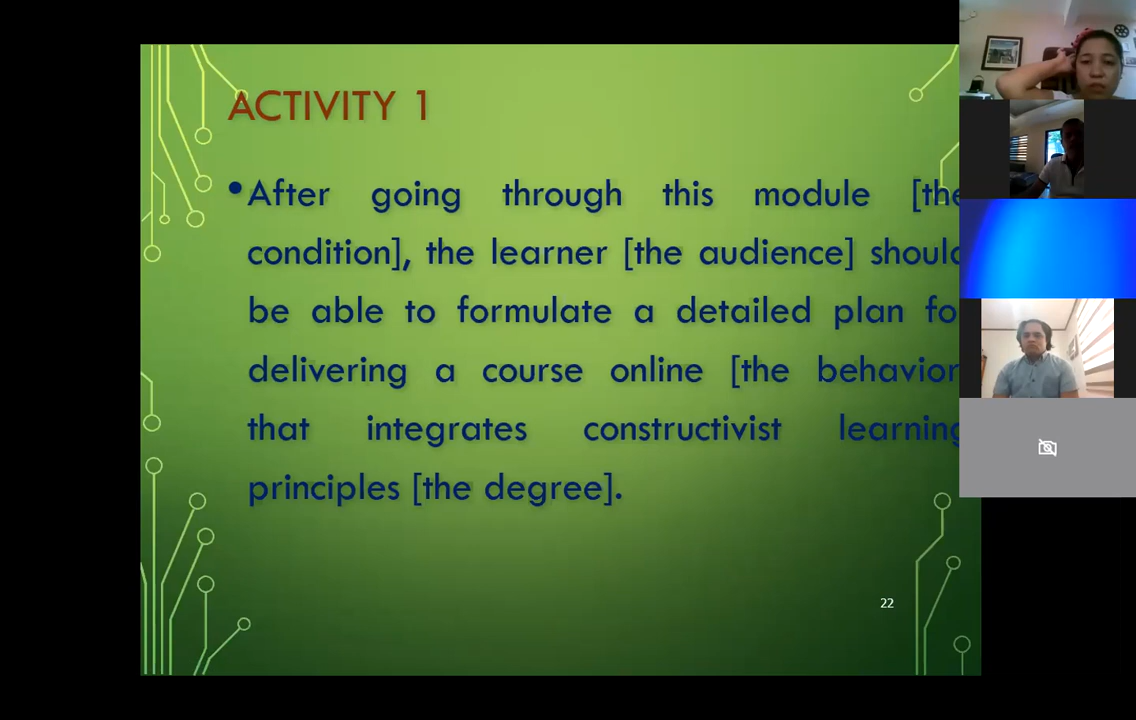 ACTIVITY 1
• After going through this module [the
condition], the learner [the audience] should
be able to formulate a detailed plan for
delivering a course online [the behavior]
that integrates constructivist learning
principles [the degree].
22